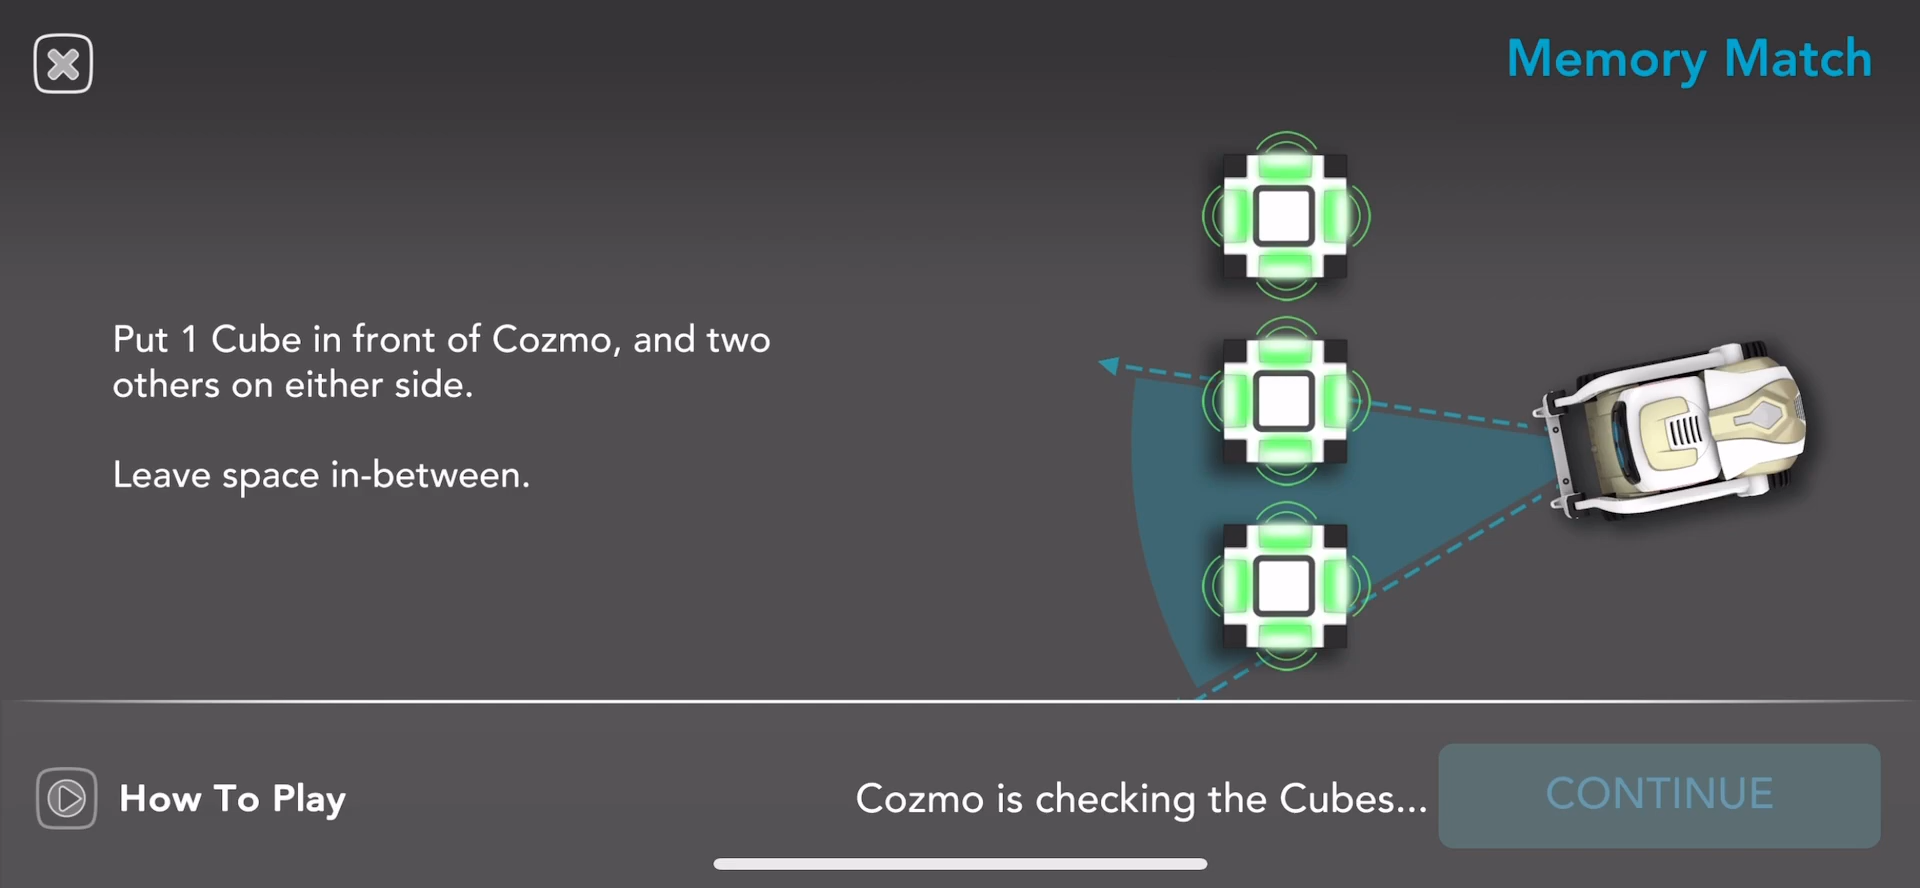 Memory Match
Put 1 Cube in front of Cozmo, and two
others on either side.
Leave space in-between.
How To Play
Cozmo is checking the Cubes...
CONTINUE